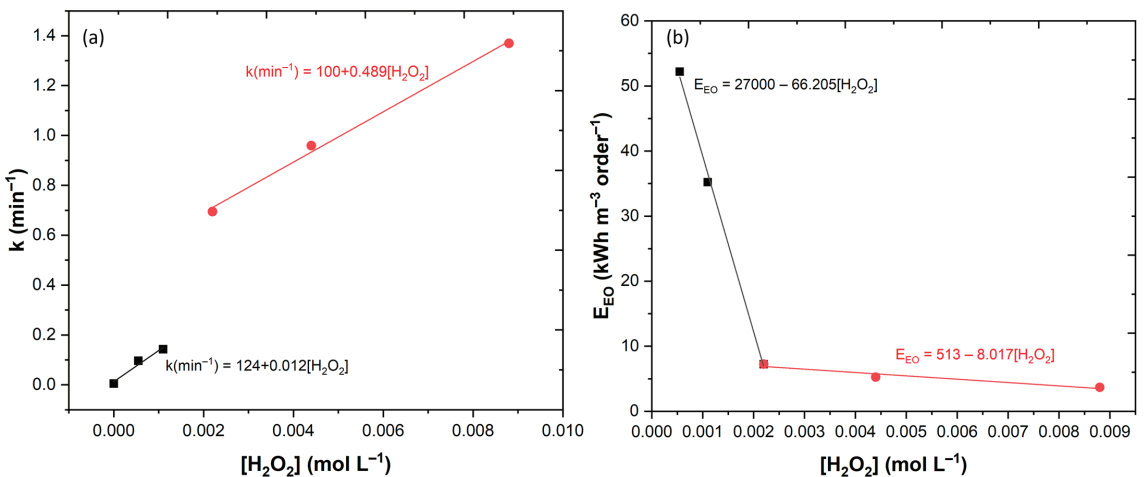 (a)
k(min⁻¹) = 100+0.489[H₂O₂]
k(min⁻¹) = 124+0.012[H₂O₂]
1.4
1.2
1.0
0.8
0.6
0.4
0.2
0.0
k (min⁻¹)
0.000 0.002 0.004 0.006 0.008 0.010
[H₂O₂] (mol L⁻¹)
(b)
E_EO = 27000 – 66.205[H₂O₂]
E_EO = 513 – 8.017[H₂O₂]
60
50
40
30
20
10
0
E_EO (kWh m⁻³ order⁻¹)
0.000 0.001 0.002 0.003 0.004 0.005 0.006 0.007 0.008 0.009
[H₂O₂] (mol L⁻¹)